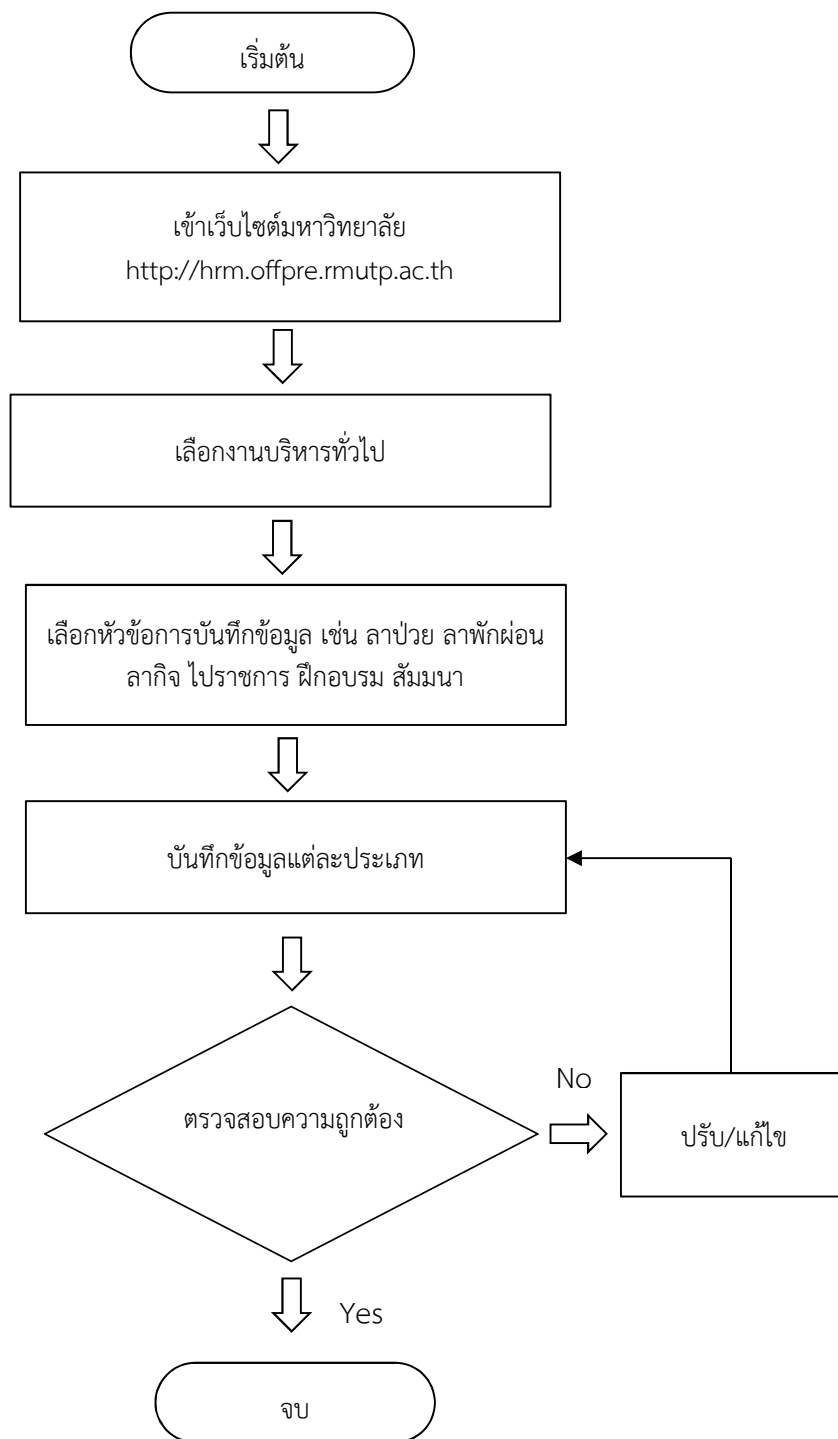 เริ่มต้น
เข้าเว็บไซต์มหาวิทยาลัย
http://hrm.offpre.rmutp.ac.th
เลือกงานบริหารทั่วไป
เลือกหัวข้อการบันทึกข้อมูล เช่น ลาป่วย ลาพักผ่อน
ลากิจ ไปราชการ ฝึกอบรม สัมมนา
บันทึกข้อมูลแต่ละประเภท
ตรวจสอบความถูกต้อง
No
ปรับ/แก้ไข
Yes
จบ